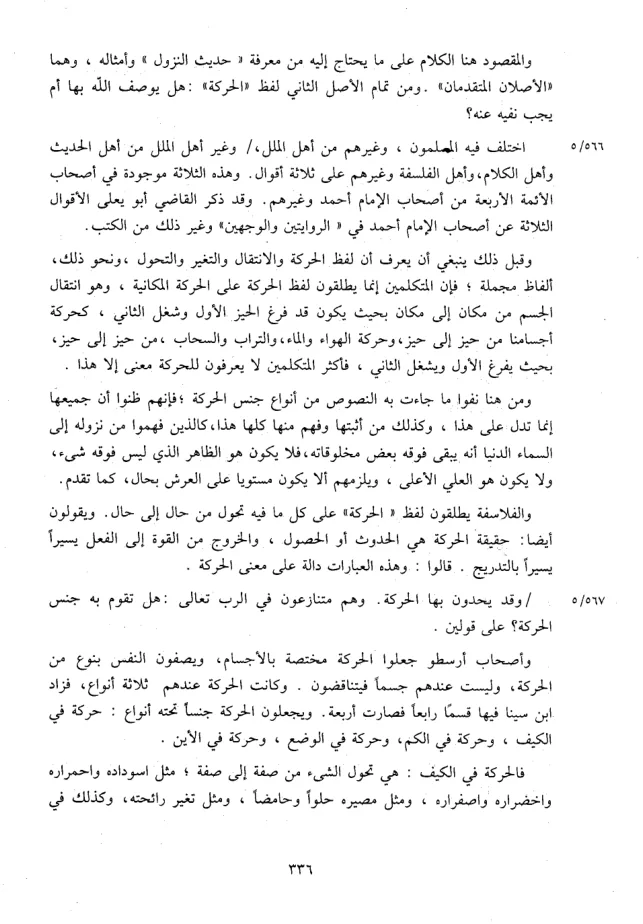 والمقصود هنا الكلام على ما يحتاج إليه من معرفة « حديث النزول » وأمثاله ، وهما
«الأصلان المتقدمان» .ومن تمام الأصل الثاني لفظ «الحركة» :هل يوصف اللّه بها أم
يجب نفيه عنه؟
٥/٥٦٦ اختلف فيه المسلمون ، وغيرهم من أهل الملل،/ وغير أهل الملل من أهل الحديث
وأهل الكلام،وأهل الفلسفة وغيرهم على ثلاثة أقوال. وهذه الثلاثة موجودة في أصحاب
الأئمة الأربعة من أصحاب الإمام أحمد وغيرهم. وقد ذكر القاضي أبو يعلى الأقوال
الثلاثة عن أصحاب الإمام أحمد في « الروايتين والوجهين» وغير ذلك من الكتب.
وقبل ذلك ينبغي أن يعرف أن لفظ الحركة والانتقال والتغير والتحول ،ونحو ذلك،
ألفاظ مجملة ؛ فإن المتكلمين إنما يطلقون لفظ الحركة على الحركة المكانية ، وهو انتقال
الجسم من مكان إلى مكان بحيث يكون قد فرغ الحيز الأول وشغل الثاني ، كحركة
أجسامنا من حيز إلى حيز،وحركة الهواء والماء،والتراب والسحاب ،من حيز إلى حيز،
بحيث يفرغ الأول ويشغل الثاني ، فأكثر المتكلمين لا يعرفون للحركة معنى إلا هذا .
ومن هنا نفوا ما جاءت به النصوص من أنواع جنس الحركة ؛فإنهم ظنوا أن جميعها
إنما تدل على هذا ، وكذلك من أثبتها وفهم منها كلها هذا،كالذين فهموا من نزوله إلى
السماء الدنيا أنه يبقى فوقه بعض مخلوقاته،فلا يكون هو الظاهر الذي ليس فوقه شيء،
ولا يكون هو العلي الأعلى ، ويلزمهم ألا يكون مستويا على العرش بحال، كما تقدم.
والفلاسفة يطلقون لفظ « الحركة» على كل ما فيه تحول من حال إلى حال. ويقولون
أيضا: حقيقة الحركة هي الحدوث أو الحصول ، والخروج من القوة إلى الفعل يسيراً
يسيراً بالتدريج . قالوا : وهذه العبارات دالة على معنى الحركة .
٥/٥٦٧ /وقد يحدون بها الحركة. وهم متنازعون في الرب تعالى :هل تقوم به جنس
الحركة؟ على قولين .
وأصحاب أرسطو جعلوا الحركة مختصة بالأجسام، ويصفون النفس بنوع من
الحركة، وليست عندهم جسماً فيتناقضون . وكانت الحركة عندهم ثلاثة أنواع، فزاد
ابن سينا فيها قسمًا رابعاً فصارت أربعة. ويجعلون الحركة جنساً تحته أنواع : حركة في
الكيف ، وحركة في الكم، وحركة في الوضع ، وحركة في الأين .
فالحركة في الكيف : هي تحول الشيء من صفة إلى صفة ؛ مثل اسوداده واحمراره
واخضراره واصفراره ، ومثل مصيره حلواً وحامضاً ، ومثل تغير رائحته، وكذلك في
٣٣٦